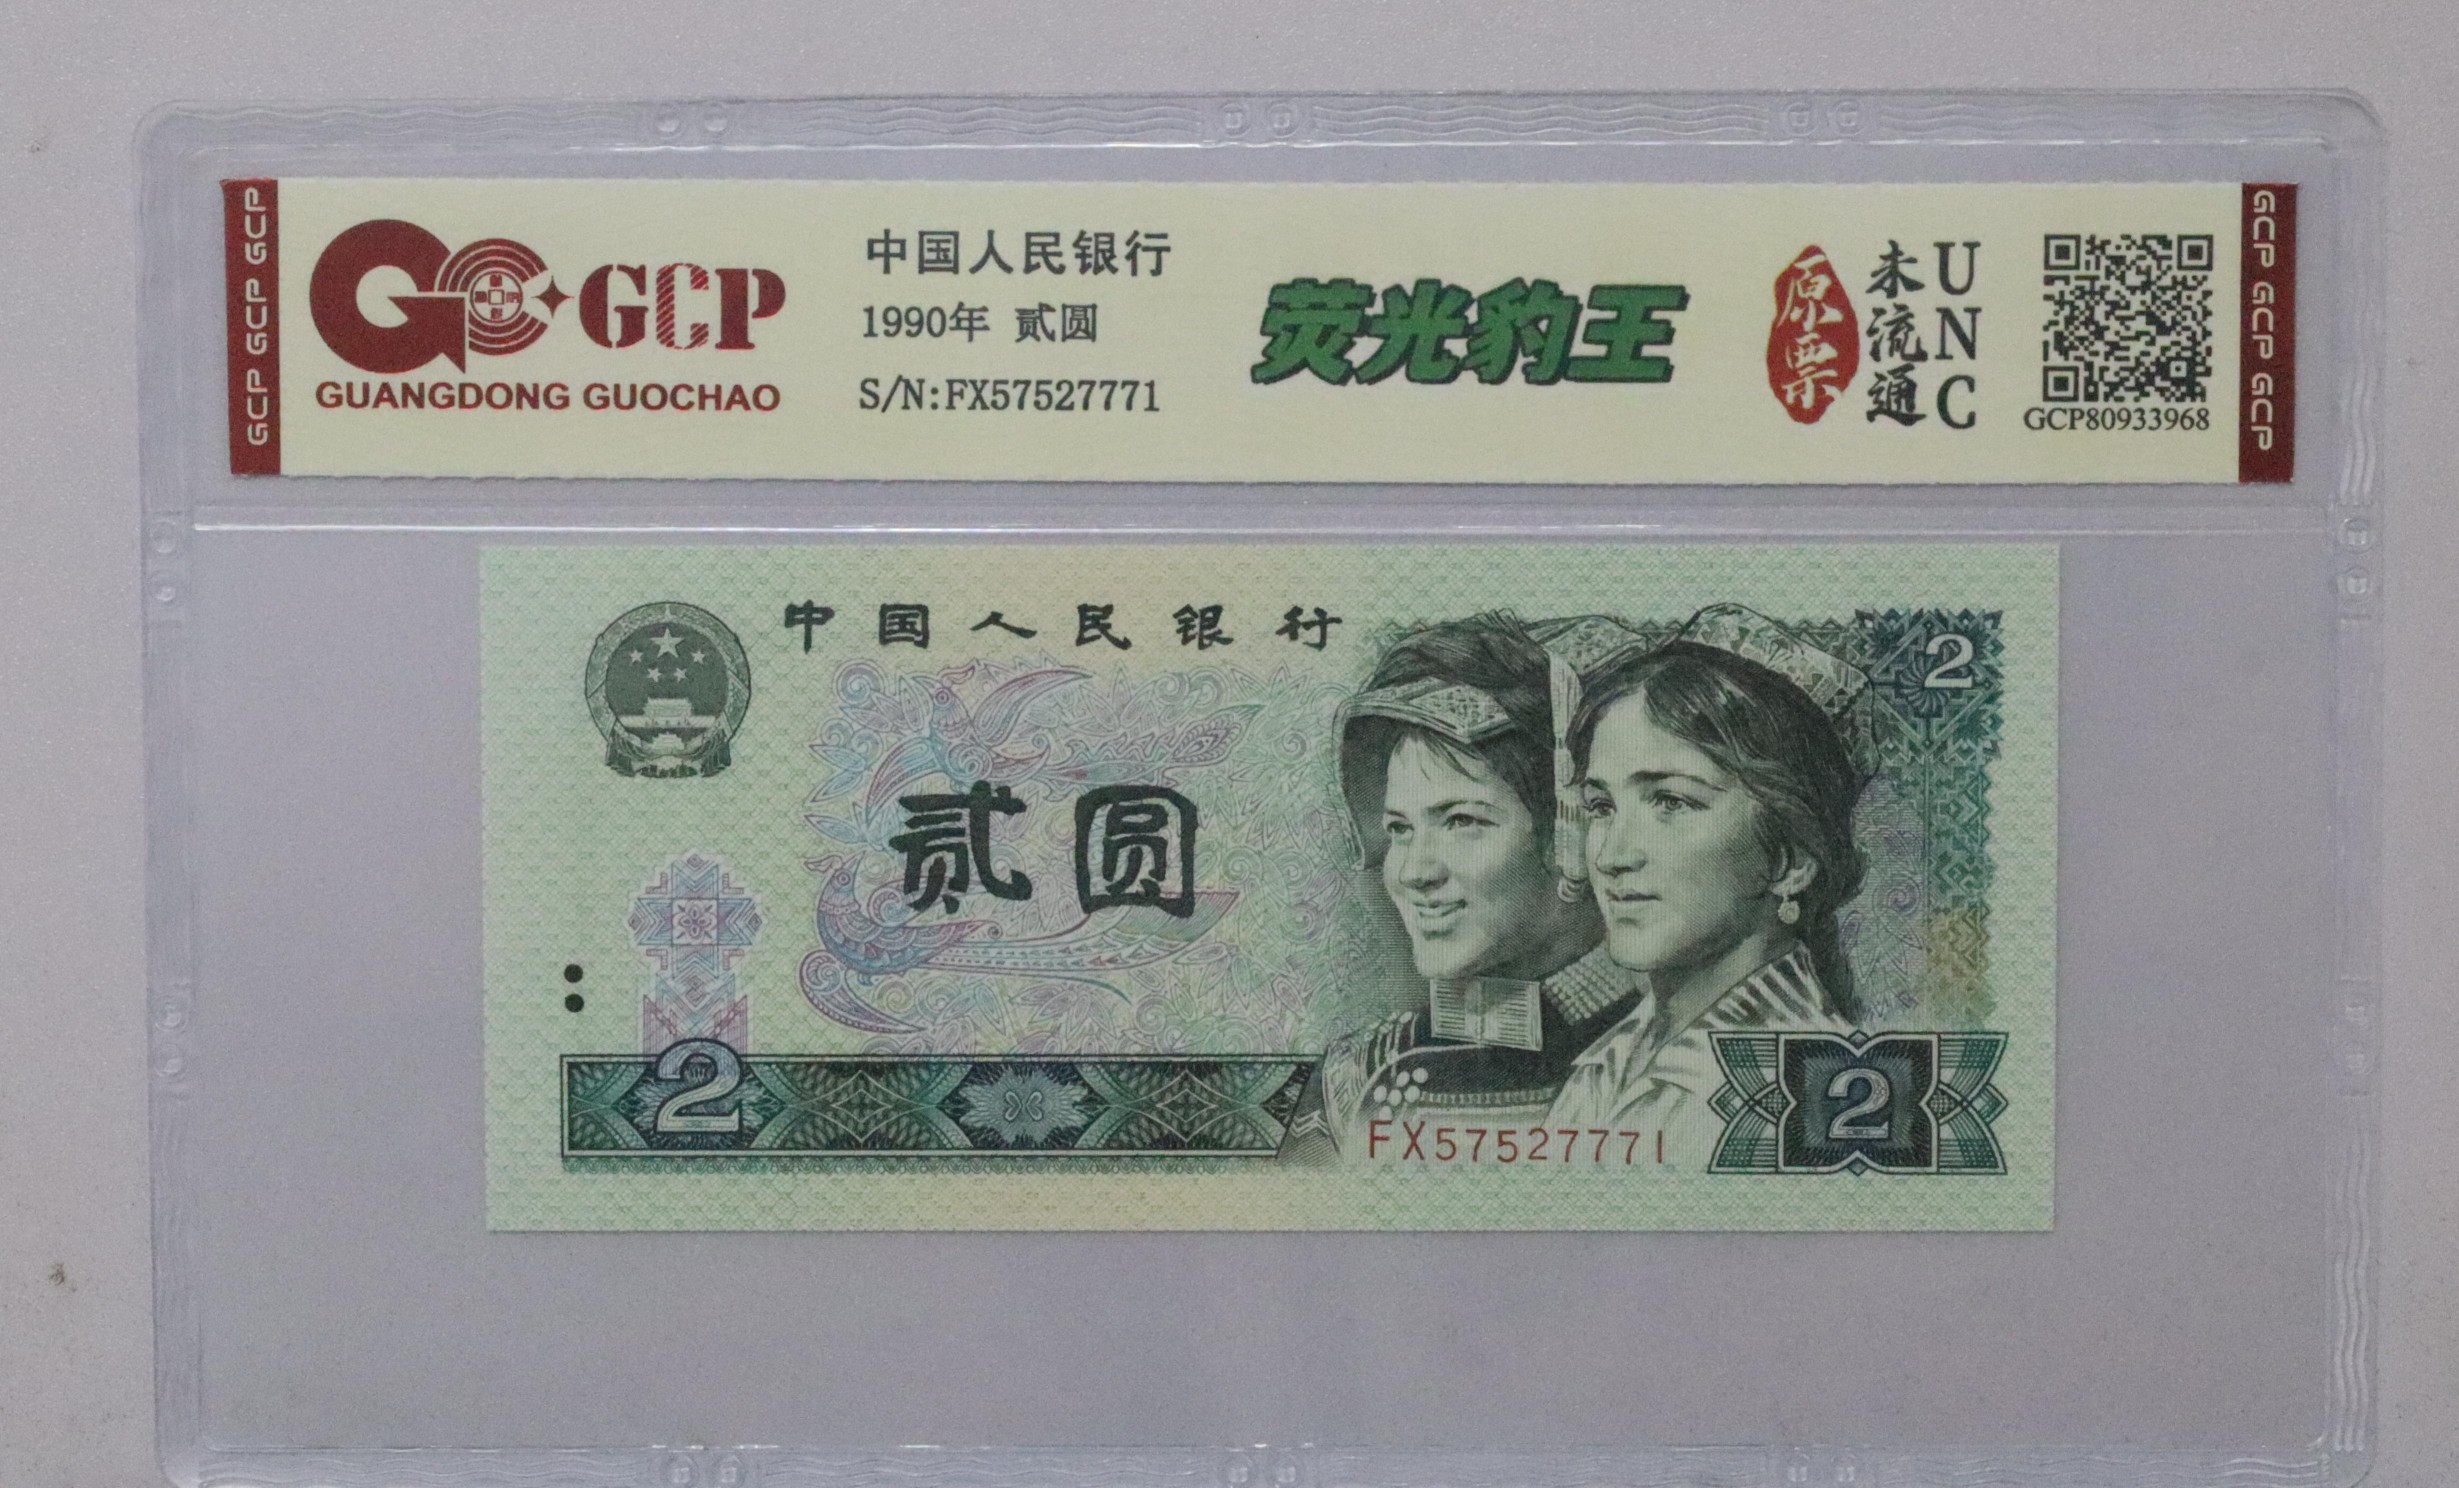 GCP GCP GCP
GCP
GUANGDONG GUOCHAO
中国人民银行
1990年 贰圆
S/N:FX57527771
荧光豹王
原票
未流通
UNC
GCP80933968
GCP GCP GCP
中国人民银行
2
贰圆
2
FX57527771
2